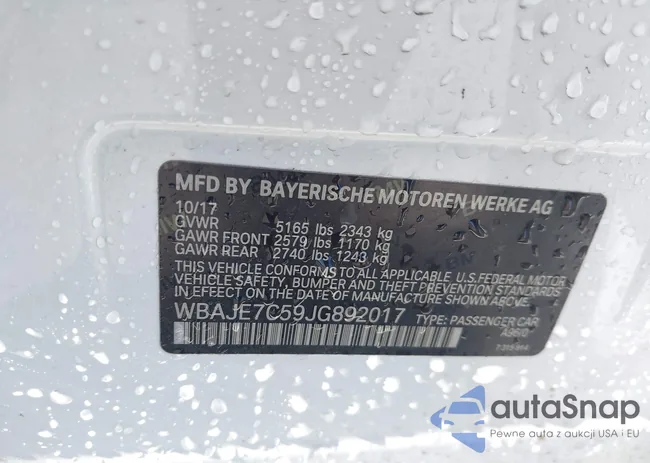 MFD BY BAYERISCHE MOTOREN WERKE AG
10/17
GVWR 5165 lbs 2343 kg
GAWR FRONT 2579 lbs 1170 kg
GAWR REAR 2740 lbs 1243 kg
THIS VEHICLE CONFORMS TO ALL APPLICABLE U.S.FEDERAL MOTOR
VEHICLE SAFETY, BUMPER AND THEFT PREVENTION STANDARDS
IN EFFECT ON THE DATE OF MANUFACTURE SHOWN ABOVE.
WBAJE7C59JG892017 TYPE: PASSENGER CAR
autaSnap
Pewne auta z aukcji USA i EU